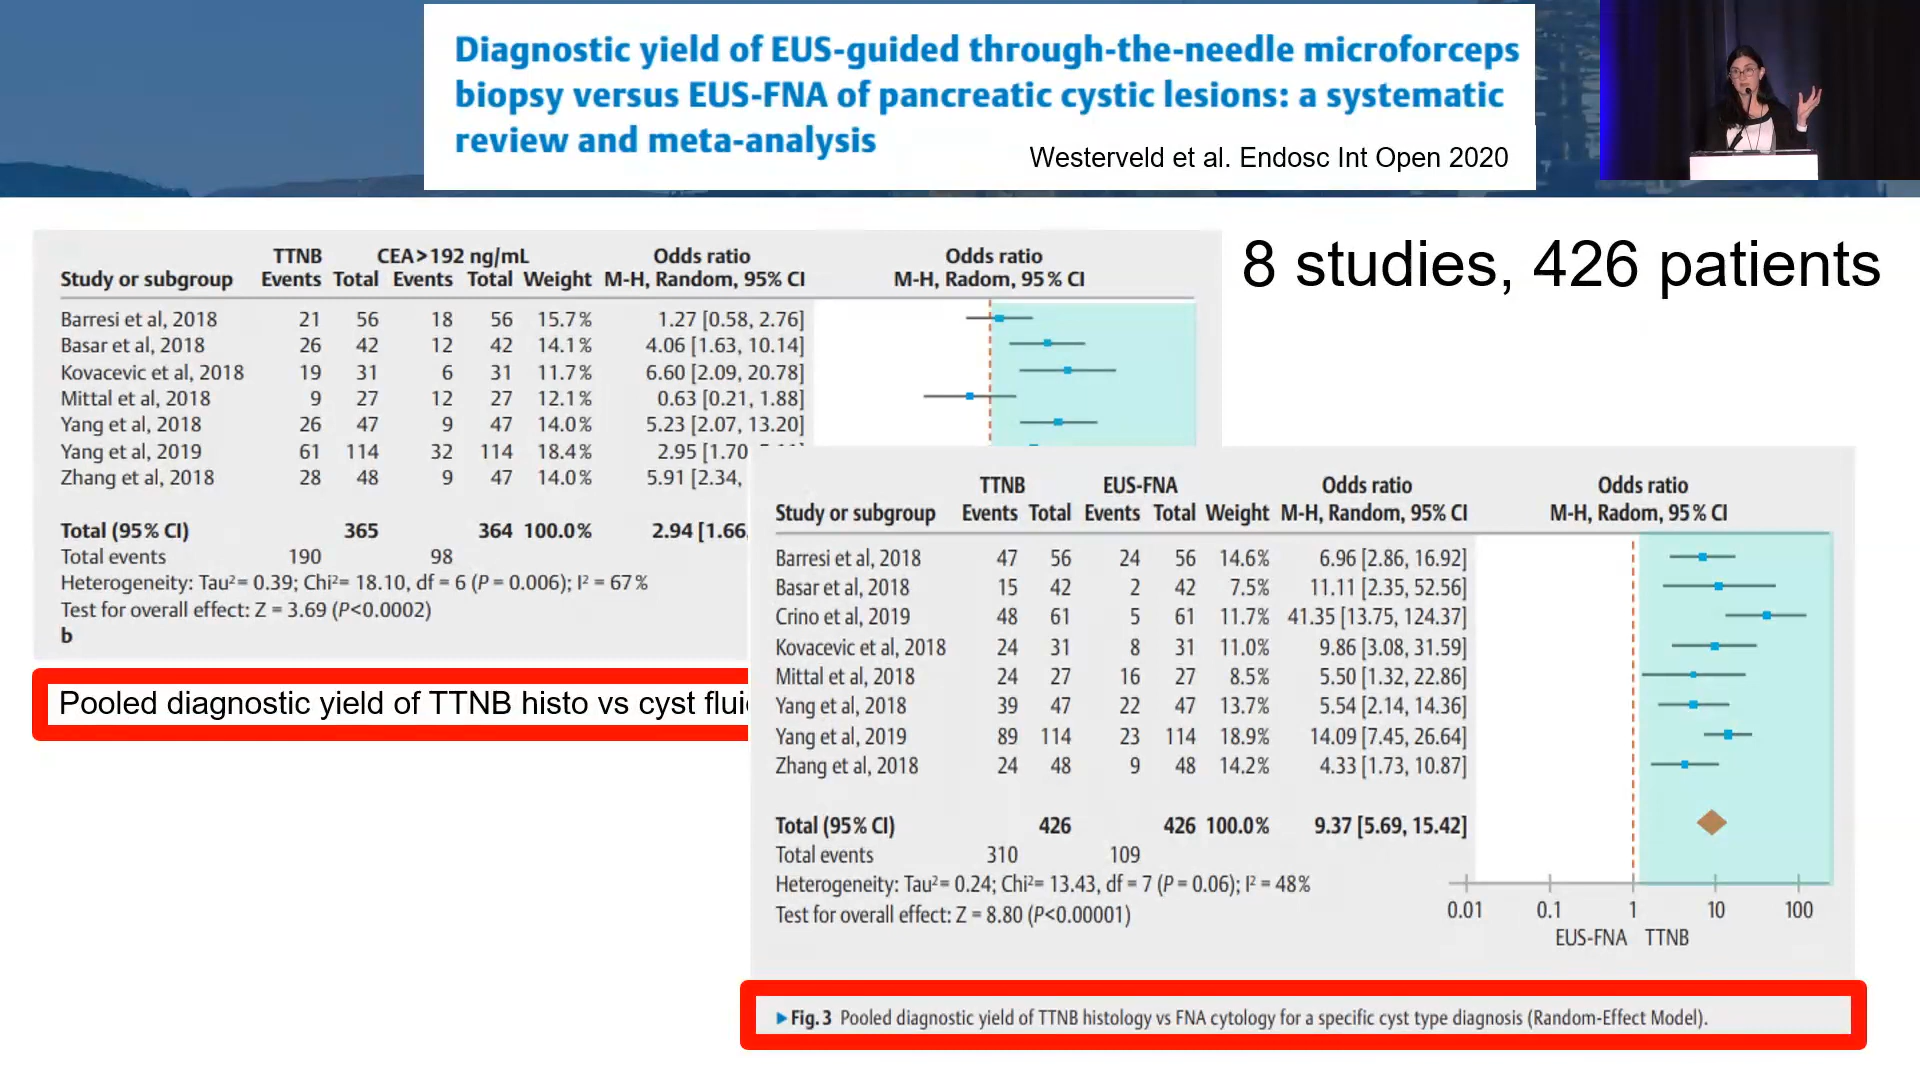 Diagnostic yield of EUS-guided through-the-needle microforceps
biopsy versus EUS-FNA of pancreatic cystic lesions: a systematic
review and meta-analysis
Westerveld et al. Endosc Int Open 2020
8 studies, 426 patients
TTNB CEA>192 ng/mL Odds ratio Odds ratio
Study or subgroup Events Total Events Total Weight M-H, Random, 95% CI M-H, Radom, 95% CI
Barresi et al, 2018 21 56 18 56 15.7% 1.27 [0.58, 2.76]
Basar et al, 2018 26 42 12 42 14.1% 4.06 [1.63, 10.14]
Kovacevic et al, 2018 19 31 6 31 11.7% 6.60 [2.09, 20.78]
Mittal et al, 2018 9 27 12 27 12.1% 0.63 [0.21, 1.88]
Yang et al, 2018 26 47 9 47 14.0% 5.23 [2.07, 13.20]
Yang et al, 2019 61 114 32 114 18.4% 2.95 [1.70
Zhang et al, 2018 28 48 9 47 14.0% 5.91 [2.34,
Total (95% CI) 365 364 100.0% 2.94 [1.66,
Total events 190 98
Heterogeneity: Tau²= 0.39; Chi²= 18.10, df = 6 (P = 0.006); I² = 67%
Test for overall effect: Z = 3.69 (P<0.0002)
b
Pooled diagnostic yield of TTNB histo vs cyst
TTNB EUS-FNA Odds ratio Odds ratio
Study or subgroup Events Total Events Total Weight M-H, Random, 95% CI M-H, Radom, 95% CI
Barresi et al, 2018 47 56 24 56 14.6% 6.96 [2.86, 16.92]
Basar et al, 2018 15 42 2 42 7.5% 11.11 [2.35, 52.56]
Crino et al, 2019 48 61 5 61 11.7% 41.35 [13.75, 124.37]
Kovacevic et al, 2018 24 31 8 31 11.0% 9.86 [3.08, 31.59]
Mittal et al, 2018 24 27 16 27 8.5% 5.50 [1.32, 22.86]
Yang et al, 2018 39 47 22 47 13.7% 5.54 [2.14, 14.36]
Yang et al, 2019 89 114 23 114 18.9% 14.09 [7.45, 26.64]
Zhang et al, 2018 24 48 9 48 14.2% 4.33 [1.73, 10.87]
Total (95% CI) 426 426 100.0% 9.37 [5.69, 15.42]
Total events 310 109
Heterogeneity: Tau²= 0.24; Chi²= 13.43, df = 7 (P = 0.06); I² = 48%
Test for overall effect: Z = 8.80 (P<0.00001)
0.01 0.1 1 10 100
EUS-FNA TTNB
►Fig. 3 Pooled diagnostic yield of TTNB histology vs FNA cytology for a specific cyst type diagnosis (Random-Effect Model).